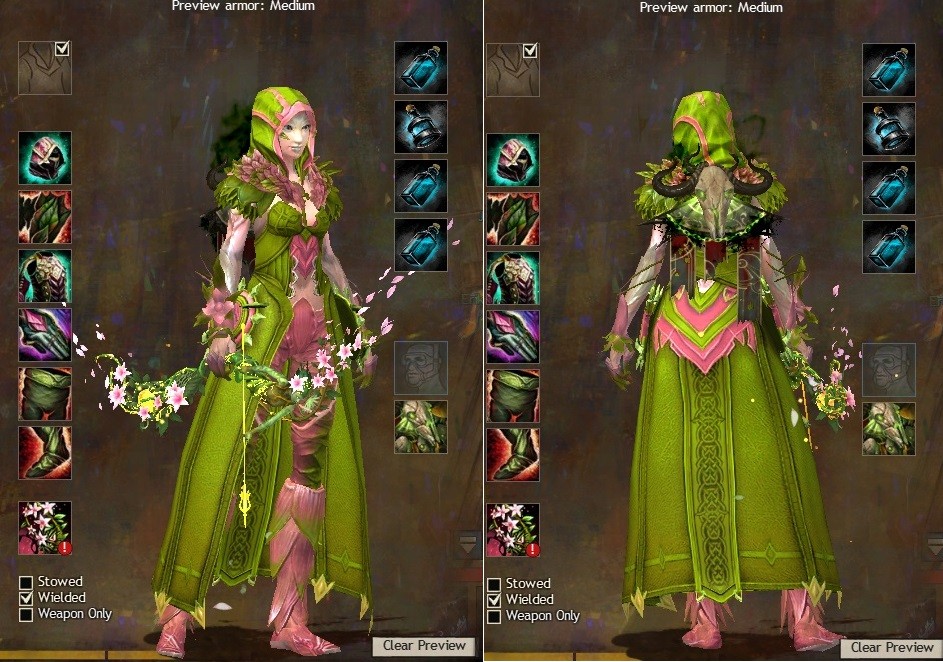 Preview armor: Medium
Stowed
Wielded
Weapon Only
Clear Preview
Preview armor: Medium
Stowed
Wielded
Weapon Only
Clear Preview